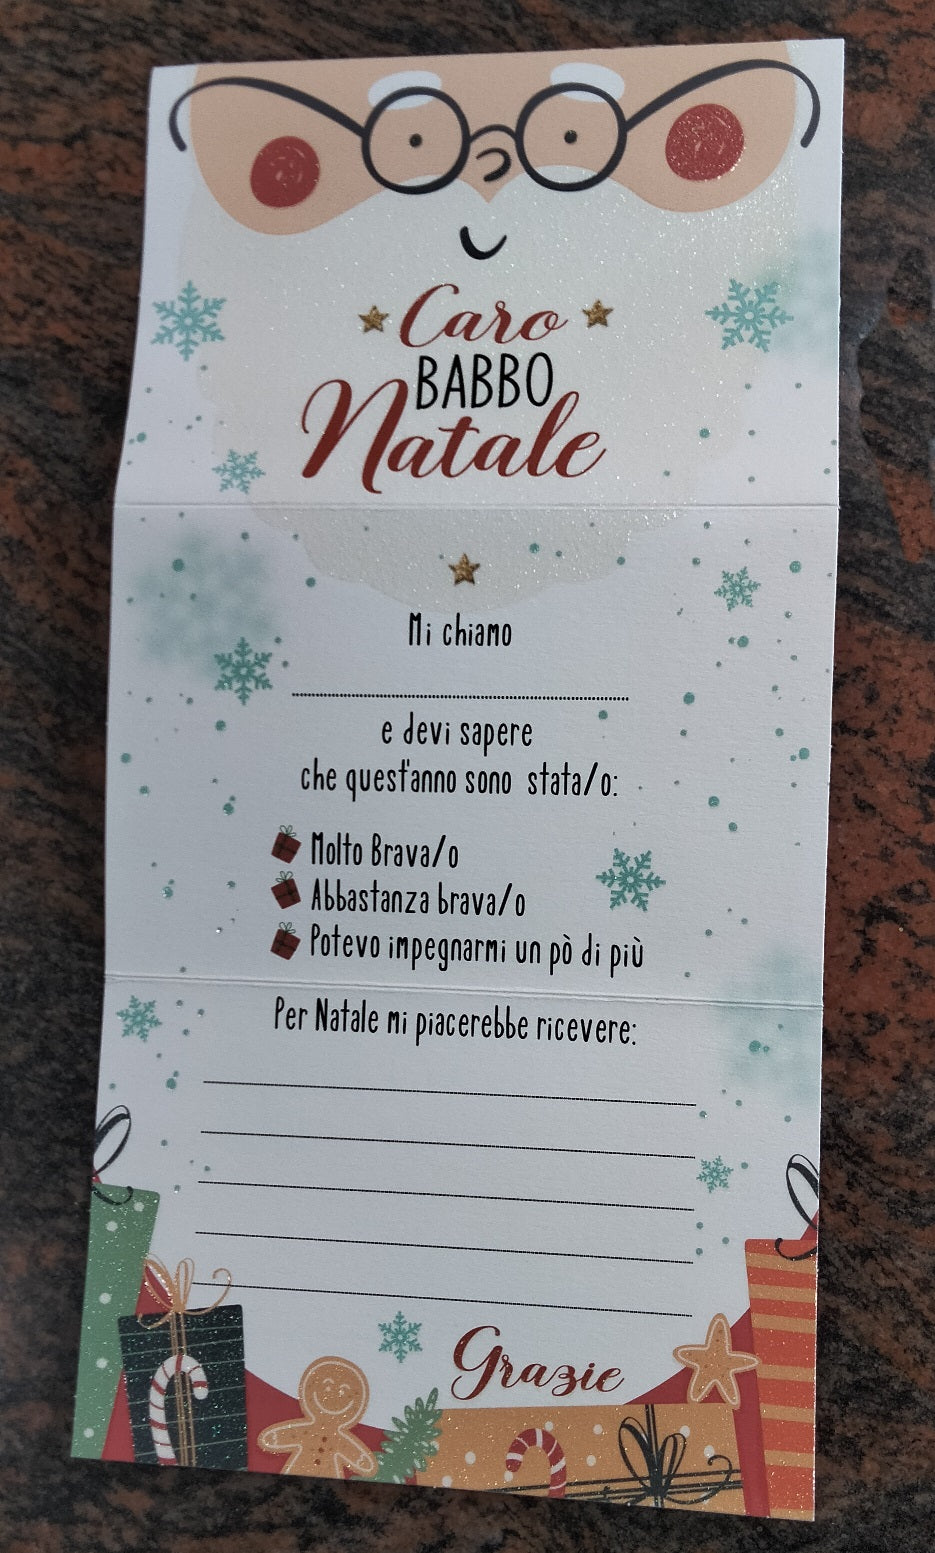 Caro
BABBO
Natale
Mi chiamo
e devi sapere
che quest'anno sono stata/o:
Molto Brava/o
Abbastanza brava/o
Potevo impegnarmi un pò di più
Per Natale mi piacerebbe ricevere:
Grazie